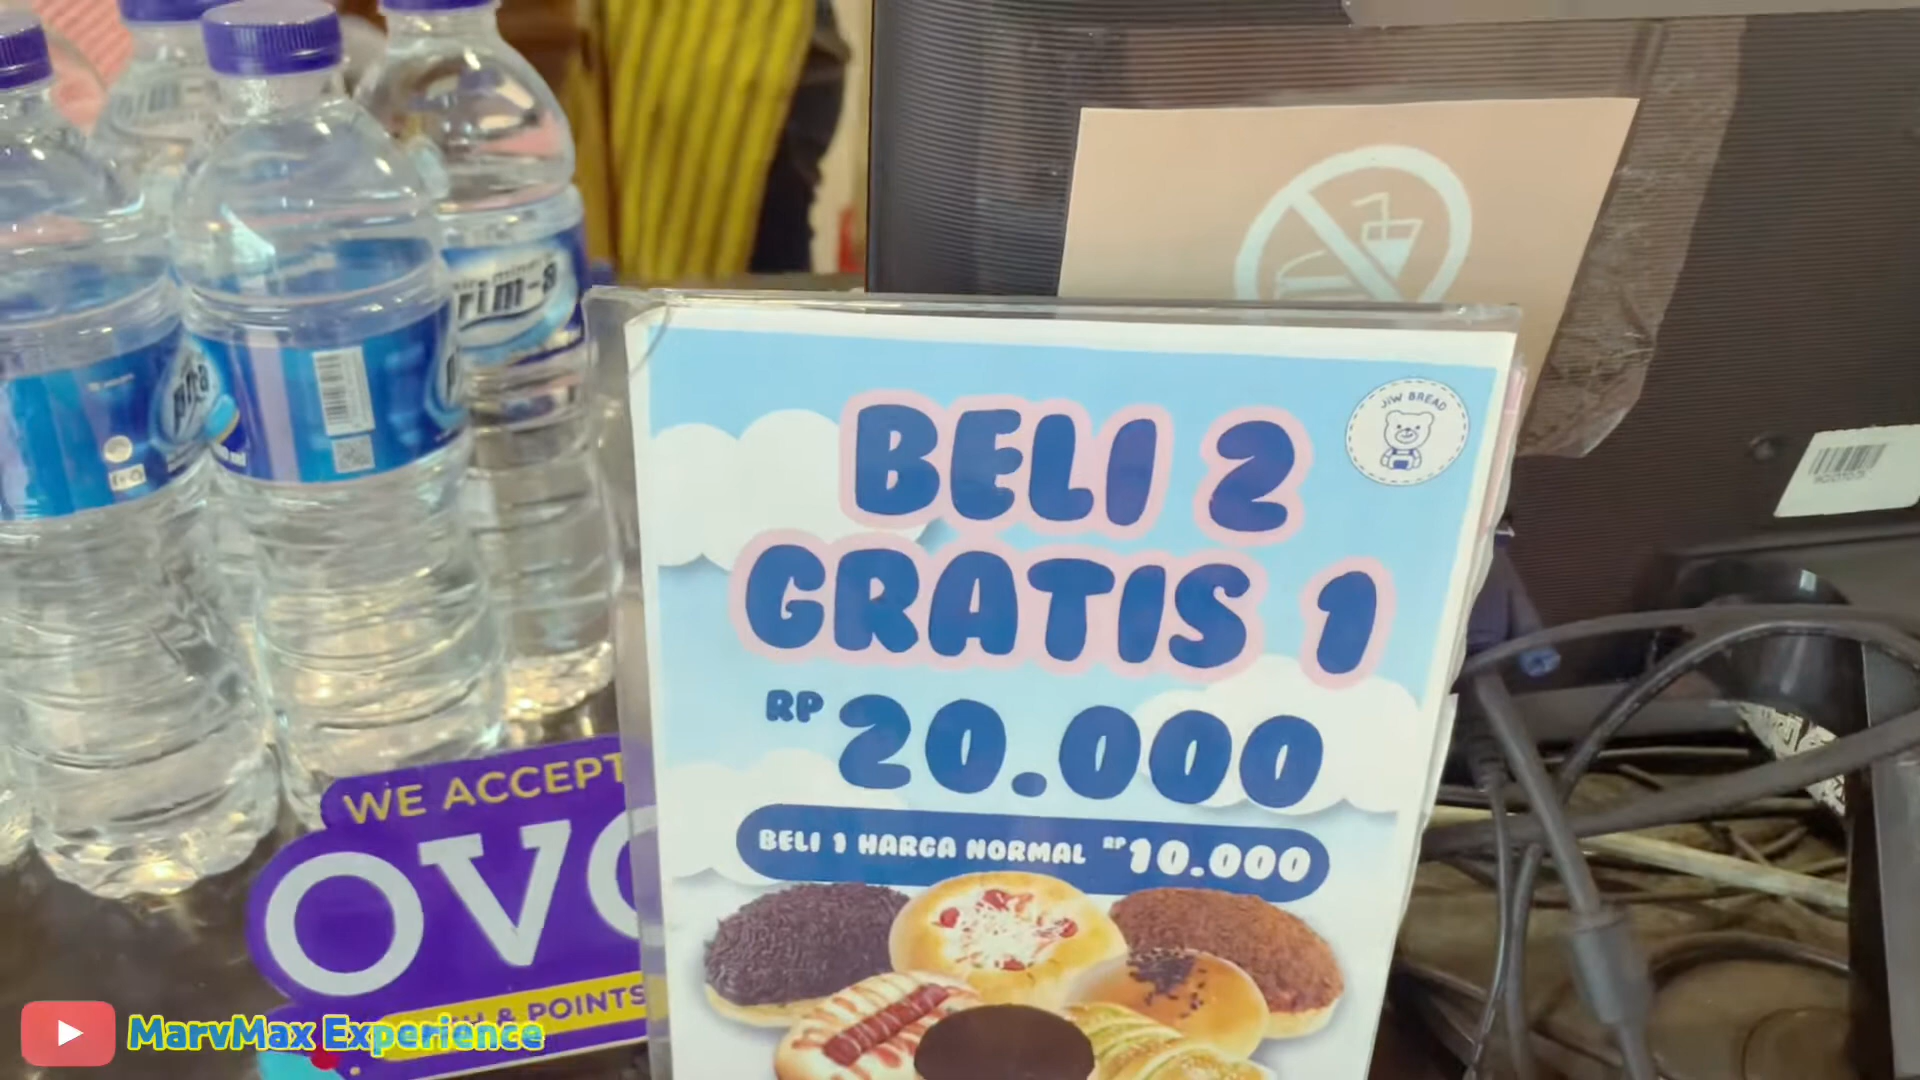 JIW BREAD
BELI 2
GRATIS 1
RP 20.000
BELI 1 HARGA NORMAL RP 10.000
WE ACCEPT
OVO
& POINTS
MarvMax Experience